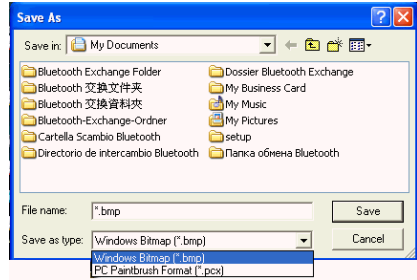 Save As
Save in: My Documents
Bluetooth Exchange Folder
Bluetooth 交换文件夹
Bluetooth 交換資料夾
Bluetooth-Exchange-Ordner
Cartella Scambio Bluetooth
Directorio de intercambio Bluetooth
Dossier Bluetooth Exchange
My Business Card
My Music
My Pictures
setup
Папка обмена Bluetooth
File name: *.bmp Save
Save as type: Windows Bitmap (*.bmp) Cancel
Windows Bitmap (*.bmp)
PC Paintbrush Format (*.pcx)